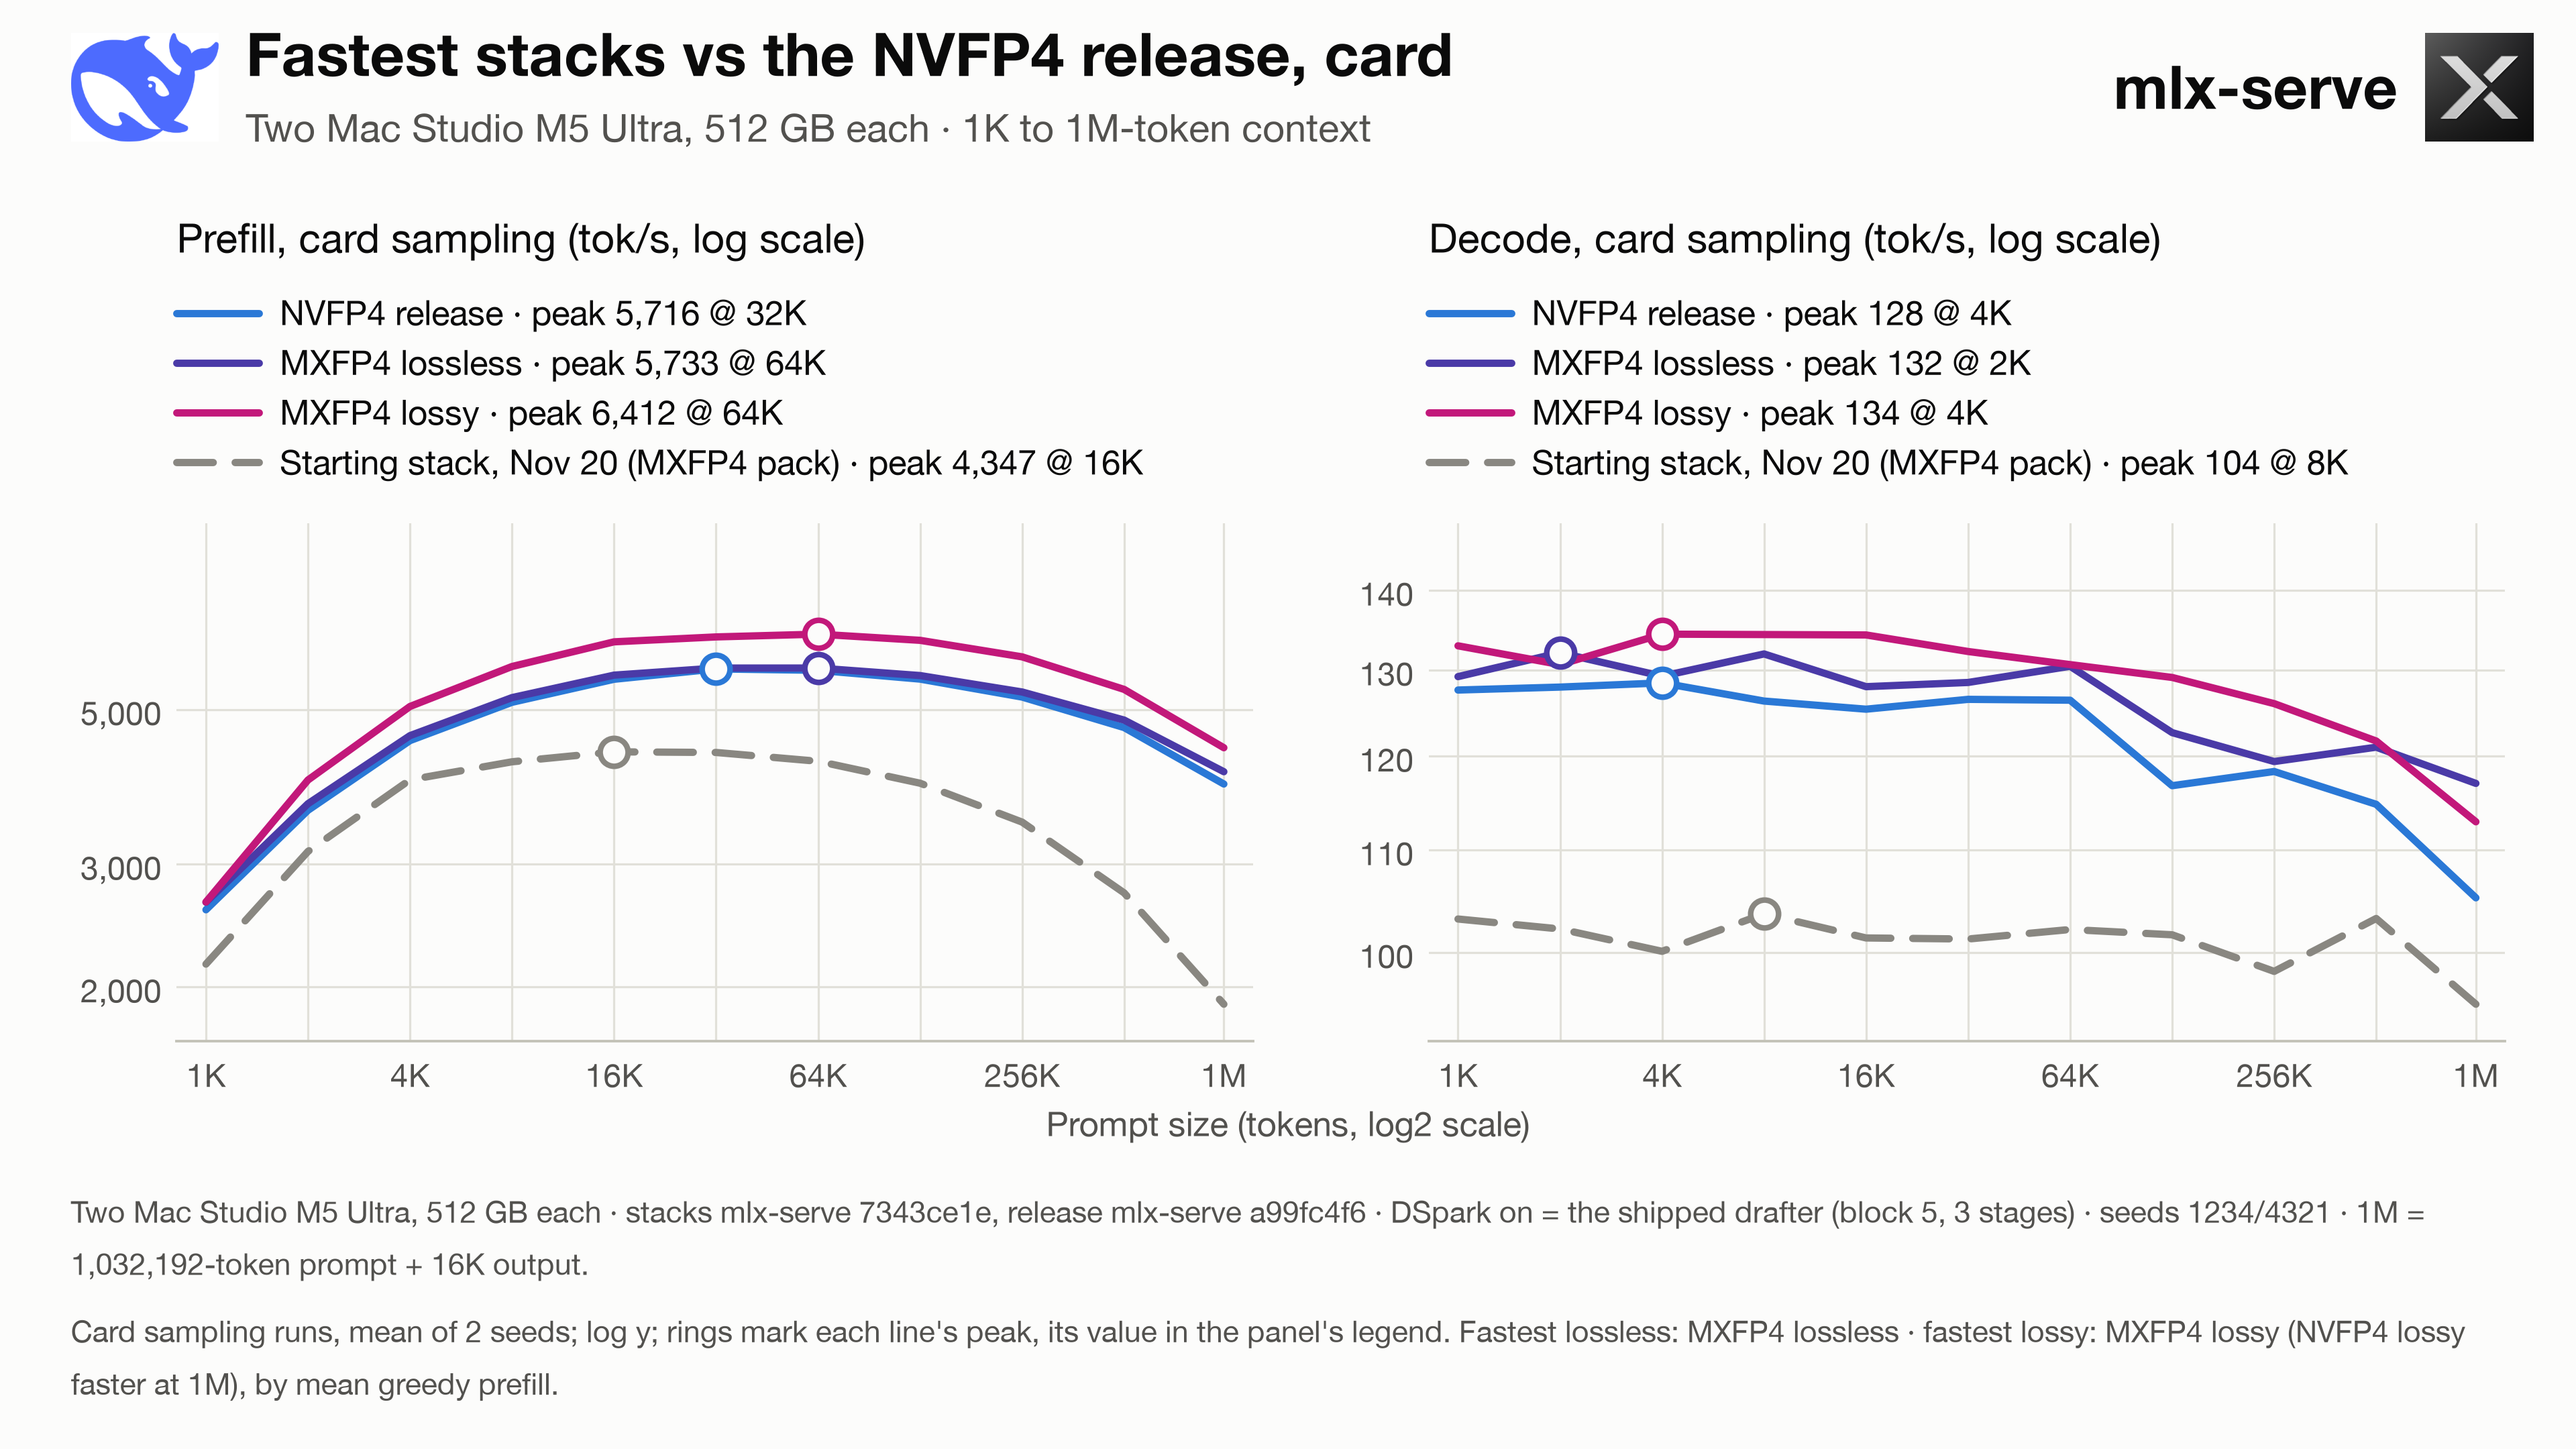 Fastest stacks vs the NVFP4 release, card
Two Mac Studio M5 Ultra, 512 GB each · 1K to 1M-token context
mlx-serve
Prefill, card sampling (tok/s, log scale)
NVFP4 release · peak 5,716 @ 32K
MXFP4 lossless · peak 5,733 @ 64K
MXFP4 lossy · peak 6,412 @ 64K
Starting stack, Nov 20 (MXFP4 pack) · peak 4,347 @ 16K
5,000
3,000
2,000
1K 4K 16K 64K 256K 1M
Decode, card sampling (tok/s, log scale)
NVFP4 release · peak 128 @ 4K
MXFP4 lossless · peak 132 @ 2K
MXFP4 lossy · peak 134 @ 4K
Starting stack, Nov 20 (MXFP4 pack) · peak 104 @ 8K
140
130
120
110
100
1K 4K 16K 64K 256K 1M
Prompt size (tokens, log2 scale)
Two Mac Studio M5 Ultra, 512 GB each · stacks mlx-serve 7343ce1e, release mlx-serve a99fc4f6 · DSpark on = the shipped drafter (block 5, 3 stages) · seeds 1234/4321 · 1M =
1,032,192-token prompt + 16K output.
Card sampling runs, mean of 2 seeds; log y; rings mark each line's peak, its value in the panel's legend. Fastest lossless: MXFP4 lossless · fastest lossy: MXFP4 lossy (NVFP4 lossy
faster at 1M), by mean greedy prefill.